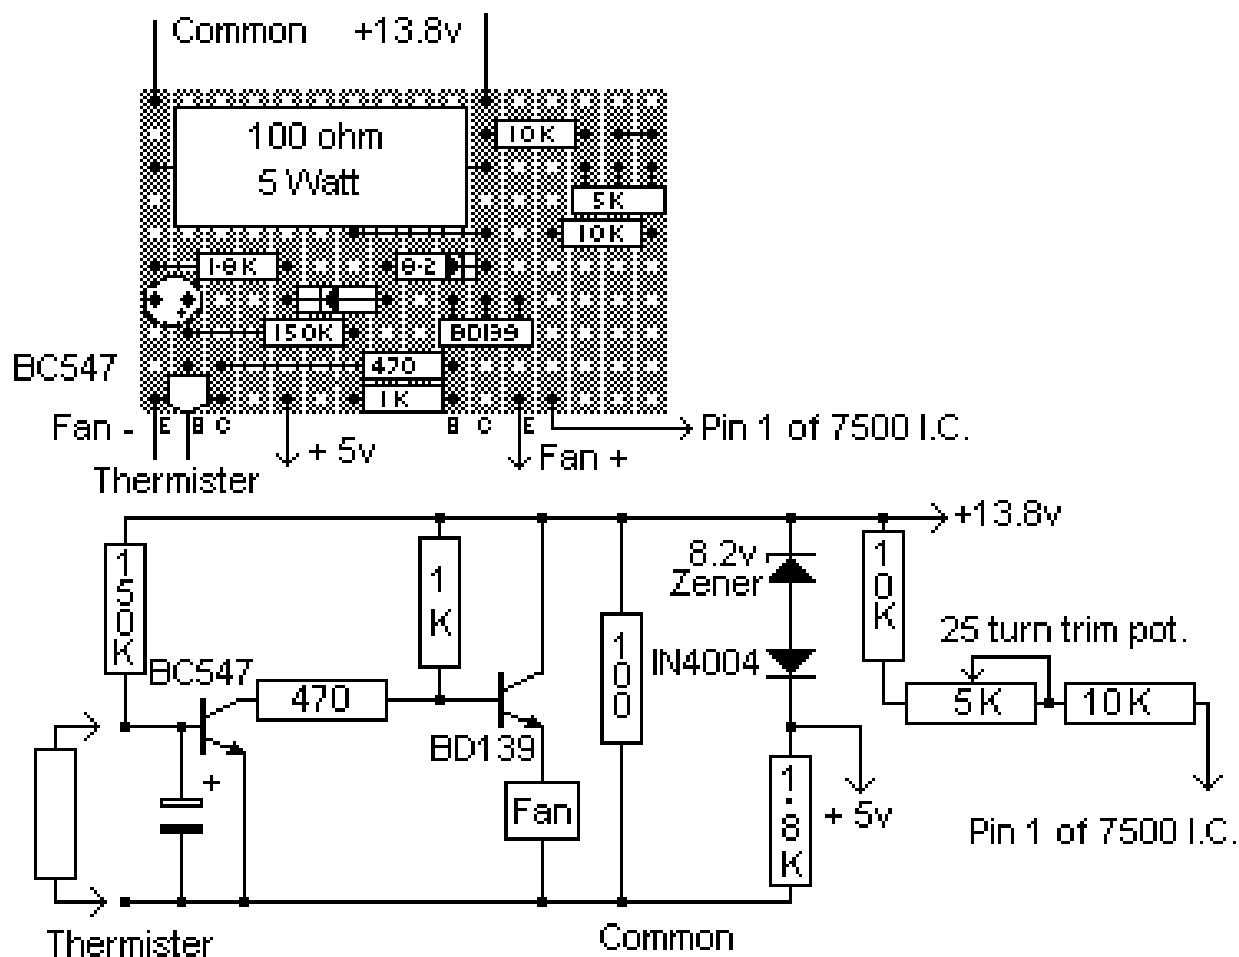 Common +13.8v
100 ohm
5 Watt
10K
5K
10K
1·8K
8·2
150K
BD139
BC547
470
1K
Fan -
E B C
B C E
+ 5v
Fan +
Pin 1 of 7500 I.C.
Thermister
+13.8v
150K
1K
8.2v
Zener
10K
25 turn trim pot.
BC547
IN4004
100
470
5K
10K
BD139
+
Fan
1·8K
+ 5v
Pin 1 of 7500 I.C.
Thermister
Common